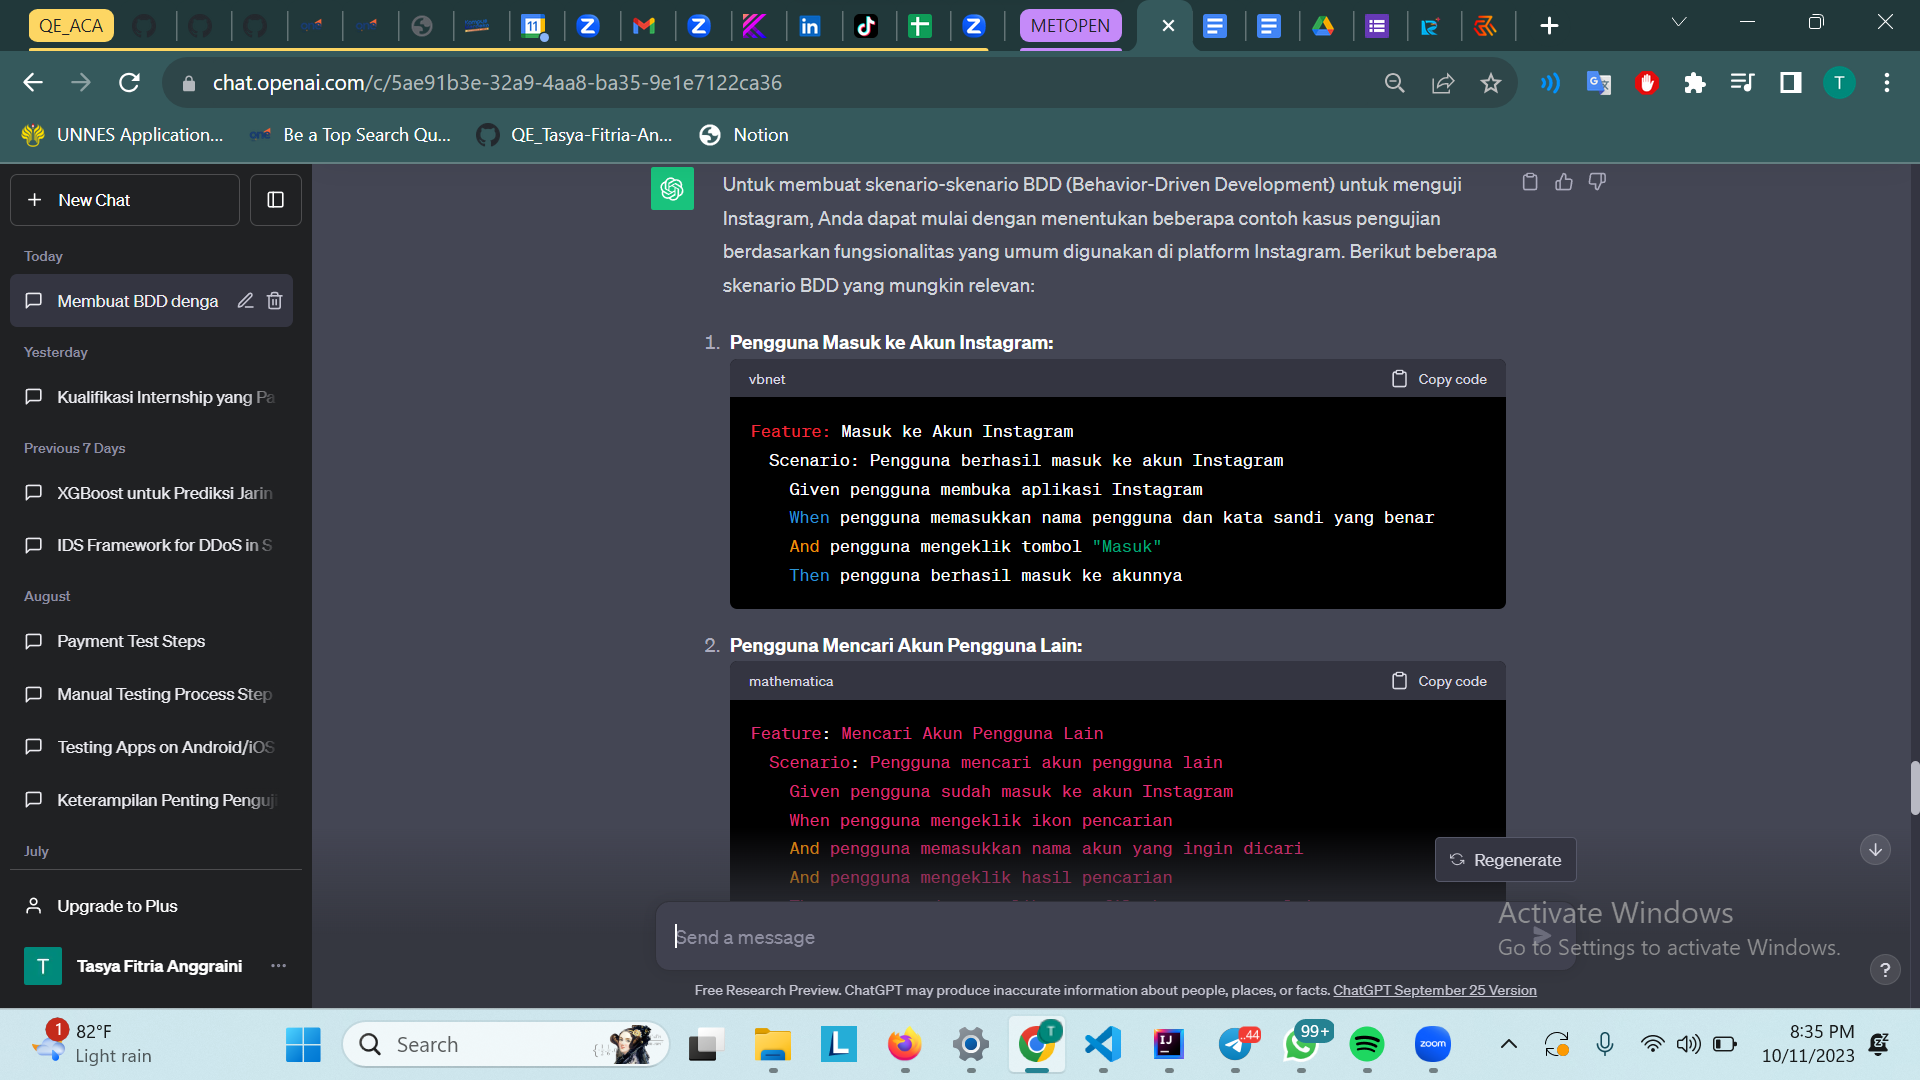 QE_ACA
METOPEN
chat.openai.com/c/5ae91b3e-32a9-4aa8-ba35-9e1e7122ca36
T
UNNES Application...
Be a Top Search Qu...
QE_Tasya-Fitria-An...
Notion
New Chat
Today
Membuat BDD denga
Yesterday
Kualifikasi Internship yang Pa
Previous 7 Days
XGBoost untuk Prediksi Jarin
IDS Framework for DDoS in S
August
Payment Test Steps
Manual Testing Process Step
Testing Apps on Android/iOS
Keterampilan Penting Penguji
July
Upgrade to Plus
T
Tasya Fitria Anggraini
Untuk membuat skenario-skenario BDD (Behavior-Driven Development) untuk menguji
Instagram, Anda dapat mulai dengan menentukan beberapa contoh kasus pengujian
berdasarkan fungsionalitas yang umum digunakan di platform Instagram. Berikut beberapa
skenario BDD yang mungkin relevan:
1. Pengguna Masuk ke Akun Instagram:
vbnet
Copy code
Feature: Masuk ke Akun Instagram
Scenario: Pengguna berhasil masuk ke akun Instagram
Given pengguna membuka aplikasi Instagram
When pengguna memasukkan nama pengguna dan kata sandi yang benar
And pengguna mengeklik tombol "Masuk"
Then pengguna berhasil masuk ke akunnya
2. Pengguna Mencari Akun Pengguna Lain:
mathematica
Copy code
Feature: Mencari Akun Pengguna Lain
Scenario: Pengguna mencari akun pengguna lain
Given pengguna sudah masuk ke akun Instagram
When pengguna mengeklik ikon pencarian
And pengguna memasukkan nama akun yang ingin dicari
And pengguna mengeklik hasil pencarian
Regenerate
Send a message
Activate Windows
Go to Settings to activate Windows.
?
Free Research Preview. ChatGPT may produce inaccurate information about people, places, or facts. ChatGPT September 25 Version
1
82°F
Light rain
Search
L
T
IJ
44
99+
zoom
8:35 PM
10/11/2023